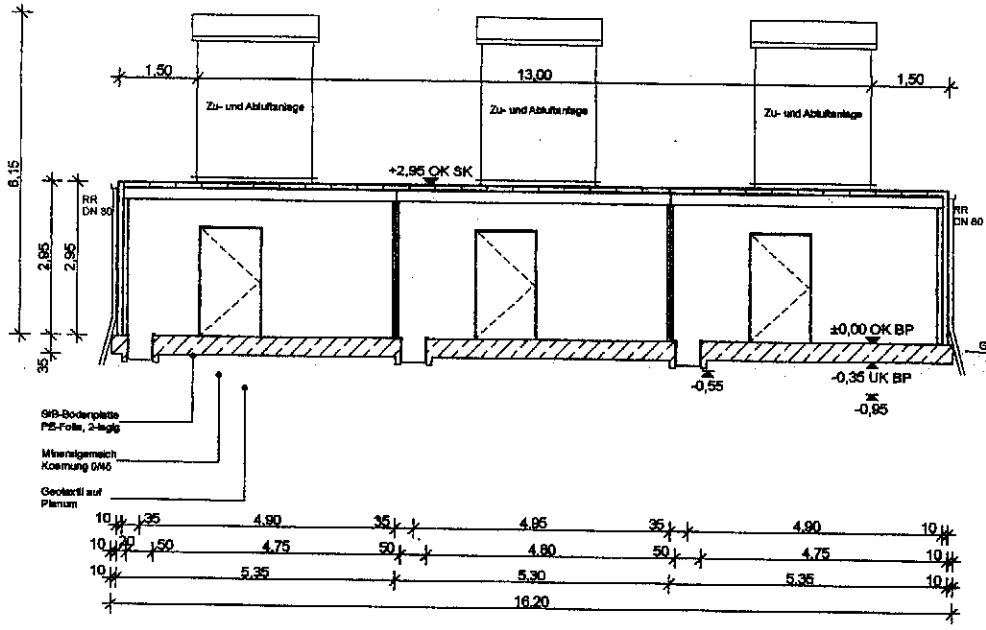 1,50
13,00
1,50
Zu- und Abluftanlage
Zu- und Abluftanlage
Zu- und Abluftanlage
6,15
+2,95 OK SK
RR
DN 80
RR
DN 80
2,95
2,95
±0,00 OK BP
35
-0,55
-0,35 UK BP
-0,95
G
StB-Bodenplatte
PE-Folie, 2-lagig
Mineralgemisch
Koernung 0/45
Geotextil auf
Planum
10 35 4,90 35 4,95 35 4,90 10
10 20 50 4,75 50 4,80 50 4,75 10
10 5,35 5,30 5,35 10
16,20